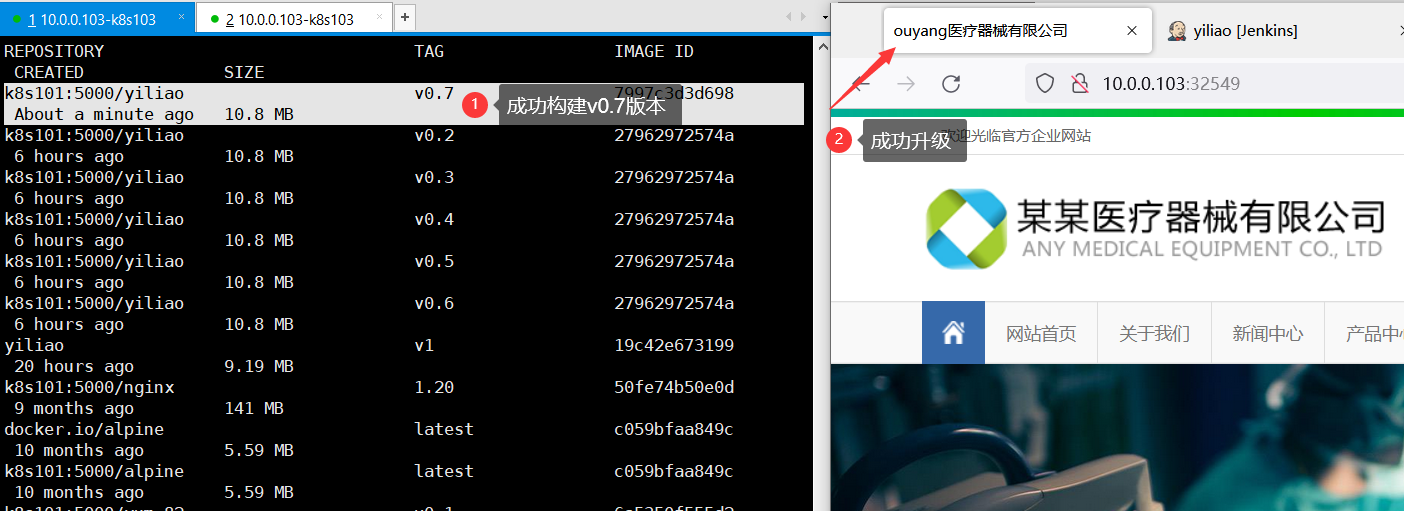 1 10.0.0.103-k8s103
2 10.0.0.103-k8s103
REPOSITORY TAG IMAGE ID
CREATED SIZE
k8s101:5000/yiliao v0.7 7997c3d3d698
About a minute ago 10.8 MB
k8s101:5000/yiliao v0.2 27962972574a
6 hours ago 10.8 MB
k8s101:5000/yiliao v0.3 27962972574a
6 hours ago 10.8 MB
k8s101:5000/yiliao v0.4 27962972574a
6 hours ago 10.8 MB
k8s101:5000/yiliao v0.5 27962972574a
6 hours ago 10.8 MB
k8s101:5000/yiliao v0.6 27962972574a
6 hours ago 10.8 MB
yiliao v1 19c42e673199
20 hours ago 9.19 MB
k8s101:5000/nginx 1.20 50fe74b50e0d
9 months ago 141 MB
docker.io/alpine latest c059bfaa849c
10 months ago 5.59 MB
k8s101:5000/alpine latest c059bfaa849c
10 months ago 5.59 MB
1 成功构建v0.7版本
ouyang医疗器械有限公司
yiliao [Jenkins]
10.0.0.103:32549
2 成功升级
欢迎光临官方企业网站
某某医疗器械有限公司
ANY MEDICAL EQUIPMENT CO., LTD
网站首页 关于我们 新闻中心 产品中